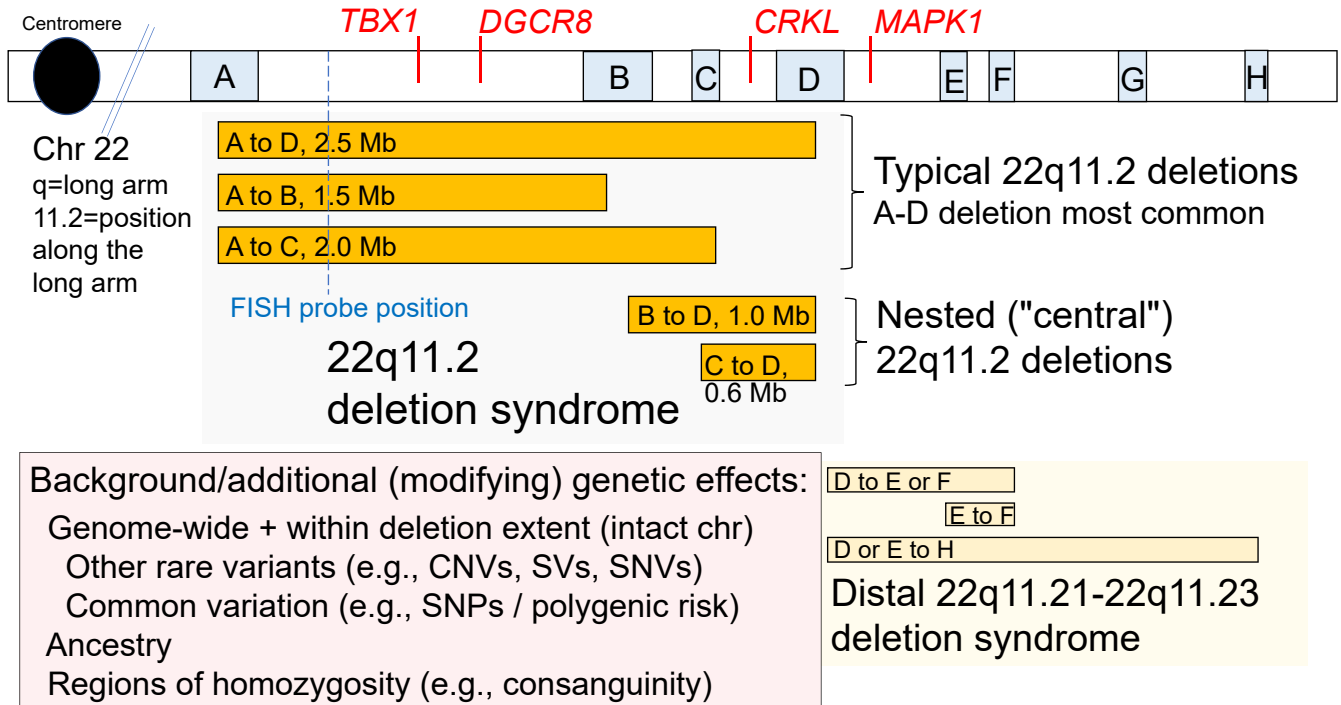 Centromere
TBX1 DGCR8 CRKL MAPK1
A B C D E F G H
Chr 22
q=long arm
11.2=position
along the
long arm
A to D, 2.5 Mb
A to B, 1.5 Mb
A to C, 2.0 Mb
Typical 22q11.2 deletions
A-D deletion most common
FISH probe position
B to D, 1.0 Mb
C to D,
0.6 Mb
Nested ("central")
22q11.2 deletions
22q11.2
deletion syndrome
Background/additional (modifying) genetic effects:
Genome-wide + within deletion extent (intact chr)
Other rare variants (e.g., CNVs, SVs, SNVs)
Common variation (e.g., SNPs / polygenic risk)
Ancestry
Regions of homozygosity (e.g., consanguinity)
D to E or F
E to F
D or E to H
Distal 22q11.21-22q11.23
deletion syndrome